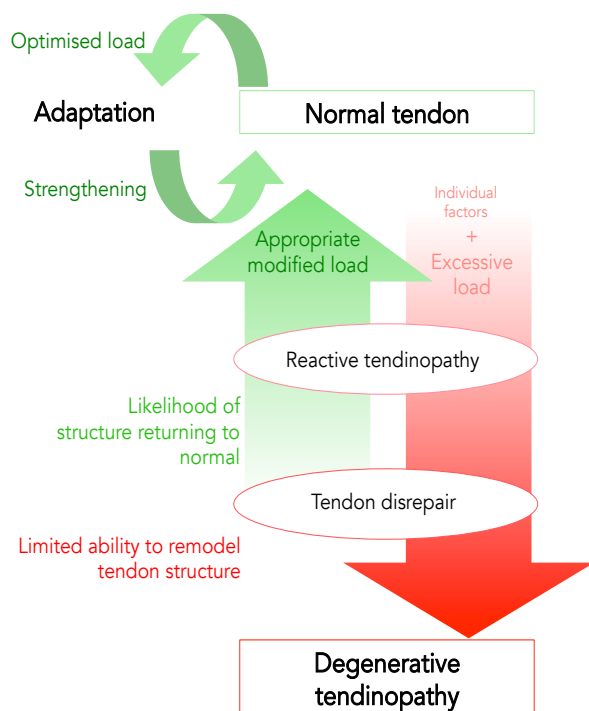 Optimised load
Adaptation
Normal tendon
Strengthening
Individual
factors
+
Excessive
load
Appropriate
modified load
Reactive tendinopathy
Likelihood of
structure returning to
normal
Tendon disrepair
Limited ability to remodel
tendon structure
Degenerative
tendinopathy